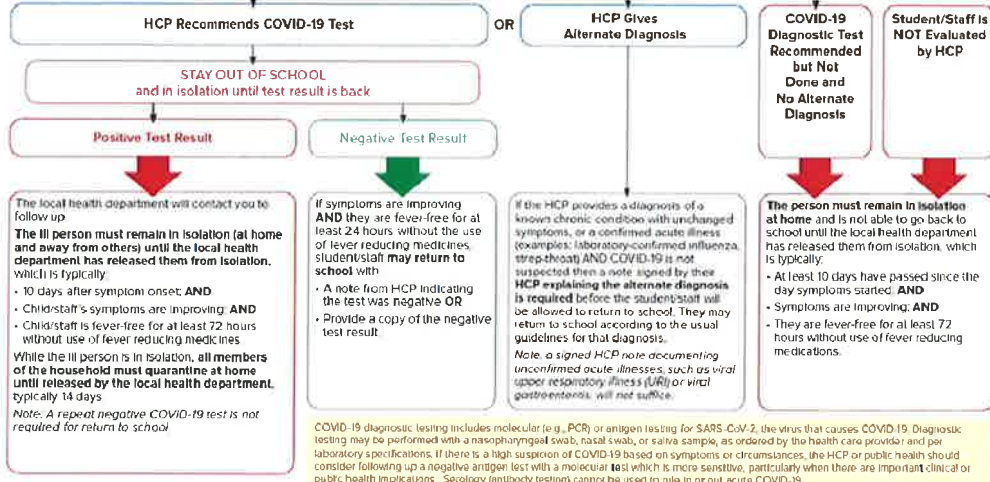 HCP Recommends COVID-19 Test
OR
HCP Gives
Alternate Diagnosis
COVID-19
Diagnostic Test
Recommended
but Not
Done and
No Alternate
Diagnosis
Student/Staff is
NOT Evaluated
by HCP
STAY OUT OF SCHOOL
and in isolation until test result is back
Positive Test Result
Negative Test Result
The local health department will contact you to
follow up
The ill person must remain in isolation (at home
and away from others) until the local health
department has released them from isolation,
which is typically:
• 10 days after symptom onset; AND
• Child/staff's symptoms are improving; AND
• Child/staff is fever-free for at least 72 hours
without use of fever reducing medicines
While the ill person is in isolation, all members
of the household must quarantine at home
until released by the local health department,
typically 14 days
Note: A repeat negative COVID-19 test is not
required for return to school
If symptoms are improving
AND they are fever-free for at
least 24 hours without the use
of fever reducing medicines,
student/staff may return to
school with
• A note from HCP indicating
the test was negative OR
• Provide a copy of the negative
test result
If the HCP provides a diagnosis of a
known chronic condition with unchanged
symptoms, or a confirmed acute illness
(examples: laboratory-confirmed influenza,
strep-throat) AND COVID-19 is not
suspected then a note signed by their
HCP explaining the alternate diagnosis
is required before the student/staff will
be allowed to return to school. They may
return to school according to the usual
guidelines for that diagnosis.
Note, a signed HCP note documenting
unconfirmed acute illnesses, such as viral
upper respiratory illness (URI) or viral
gastroenteritis, will not suffice.
The person must remain in isolation
at home and is not able to go back to
school until the local health department
has released them from isolation, which
is typically:
• At least 10 days have passed since the
day symptoms started; AND
• Symptoms are improving; AND
• They are fever-free for at least 72
hours without use of fever reducing
medications.
COVID-19 diagnostic testing includes molecular (e.g., PCR) or antigen testing for SARS-CoV-2, the virus that causes COVID-19. Diagnostic
testing may be performed with a nasopharyngeal swab, nasal swab, or saliva sample, as ordered by the health care provider and per
laboratory specifications. If there is a high suspicion of COVID-19 based on symptoms or circumstances, the HCP or public health should
consider following up a negative antigen test with a molecular test which is more sensitive, particularly when there are important clinical or
public health implications. Serology (antibody testing) cannot be used to rule in or out acute COVID-19